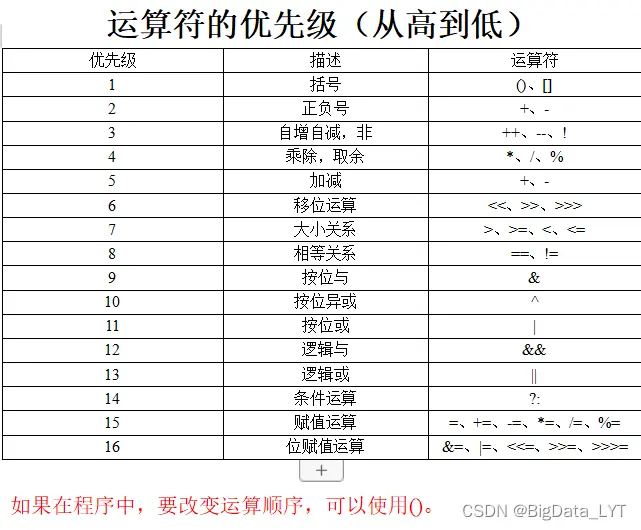 运算符的优先级（从高到低）
优先级 描述 运算符
1 括号 ()、[]
2 正负号 +、-
3 自增自减，非 ++、--、!
4 乘除，取余 *、/、%
5 加减 +、-
6 移位运算 <<、>>、>>>
7 大小关系 >、>=、<、<=
8 相等关系 ==、!=
9 按位与 &
10 按位异或 ^
11 按位或 |
12 逻辑与 &&
13 逻辑或 ||
14 条件运算 ?:
15 赋值运算 =、+=、-=、*=、/=、%=
16 位赋值运算 &=、|=、<<=、>>=、>>>=
+
如果在程序中，要改变运算顺序，可以使用()。
CSDN @BigData_LYT